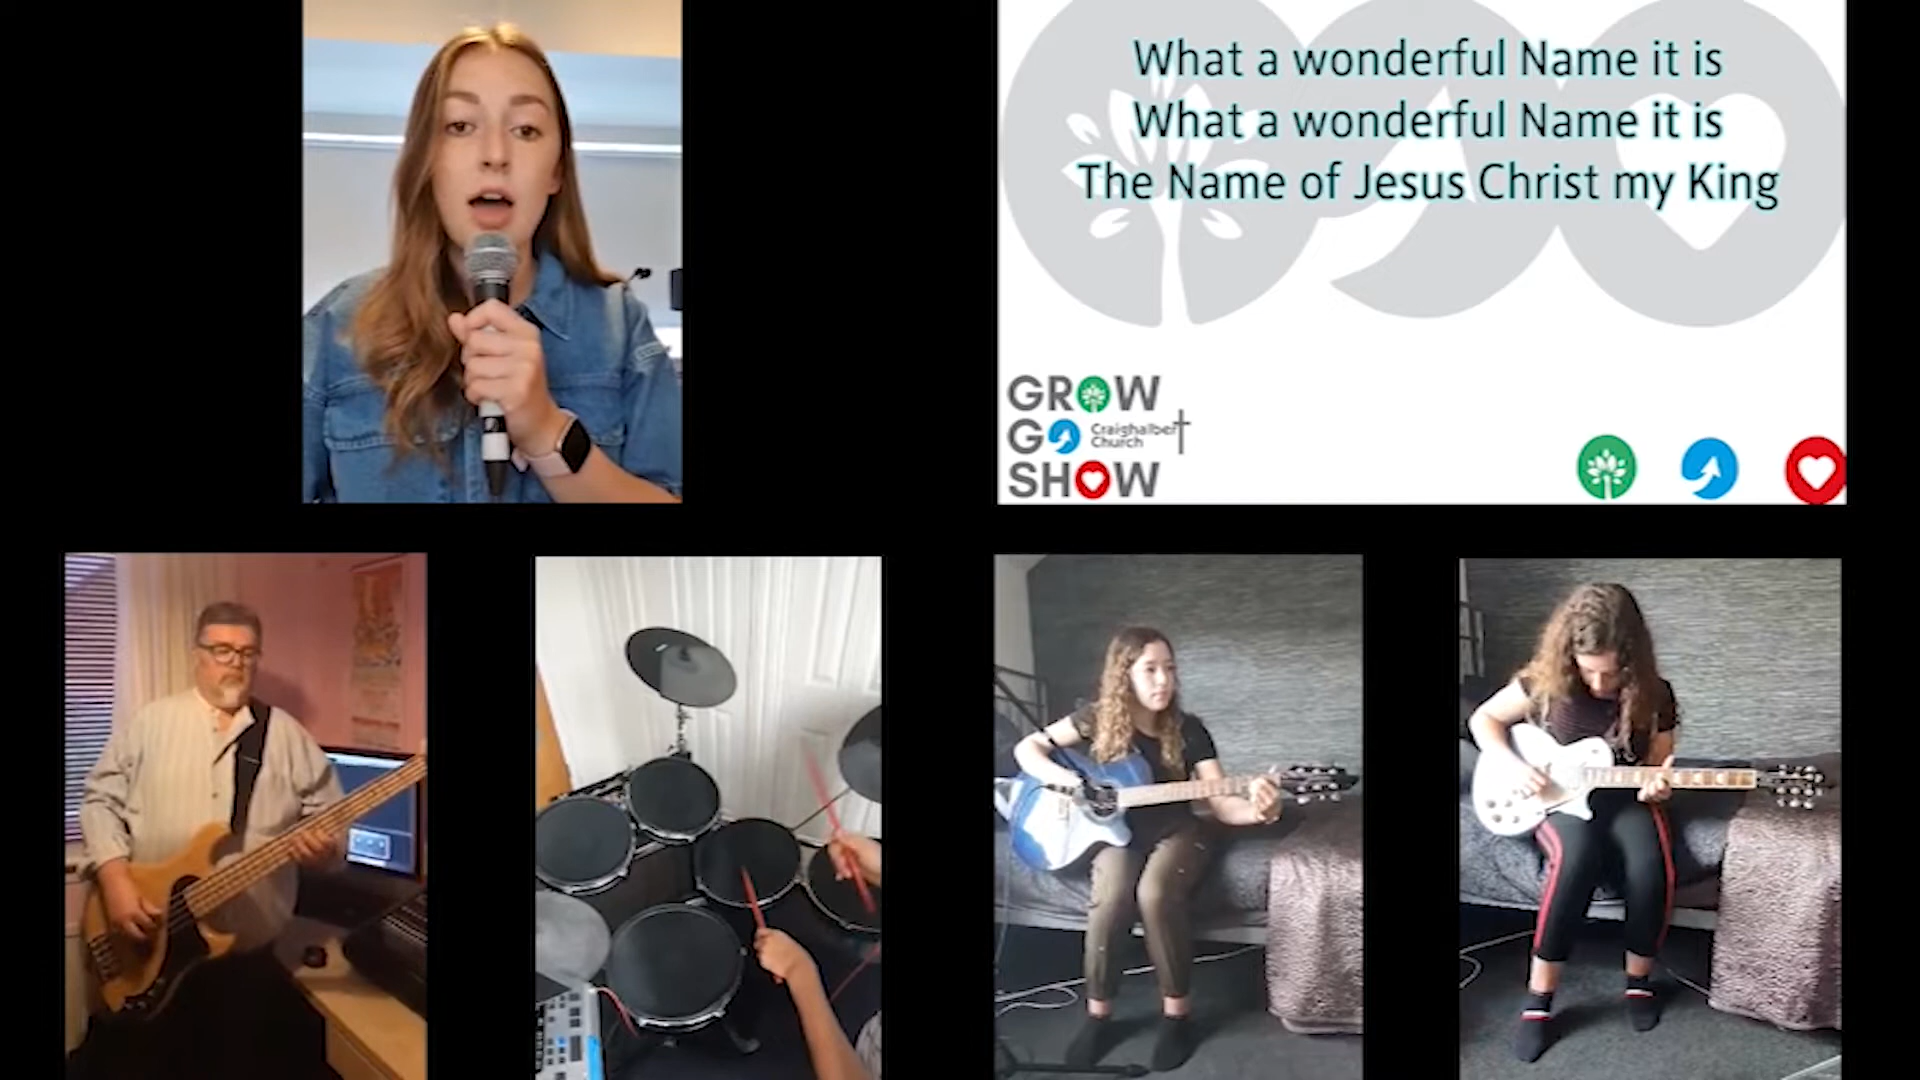 What a wonderful Name it is
What a wonderful Name it is
The Name of Jesus Christ my King
GROW
GO Craighalbert
Church
SHOW